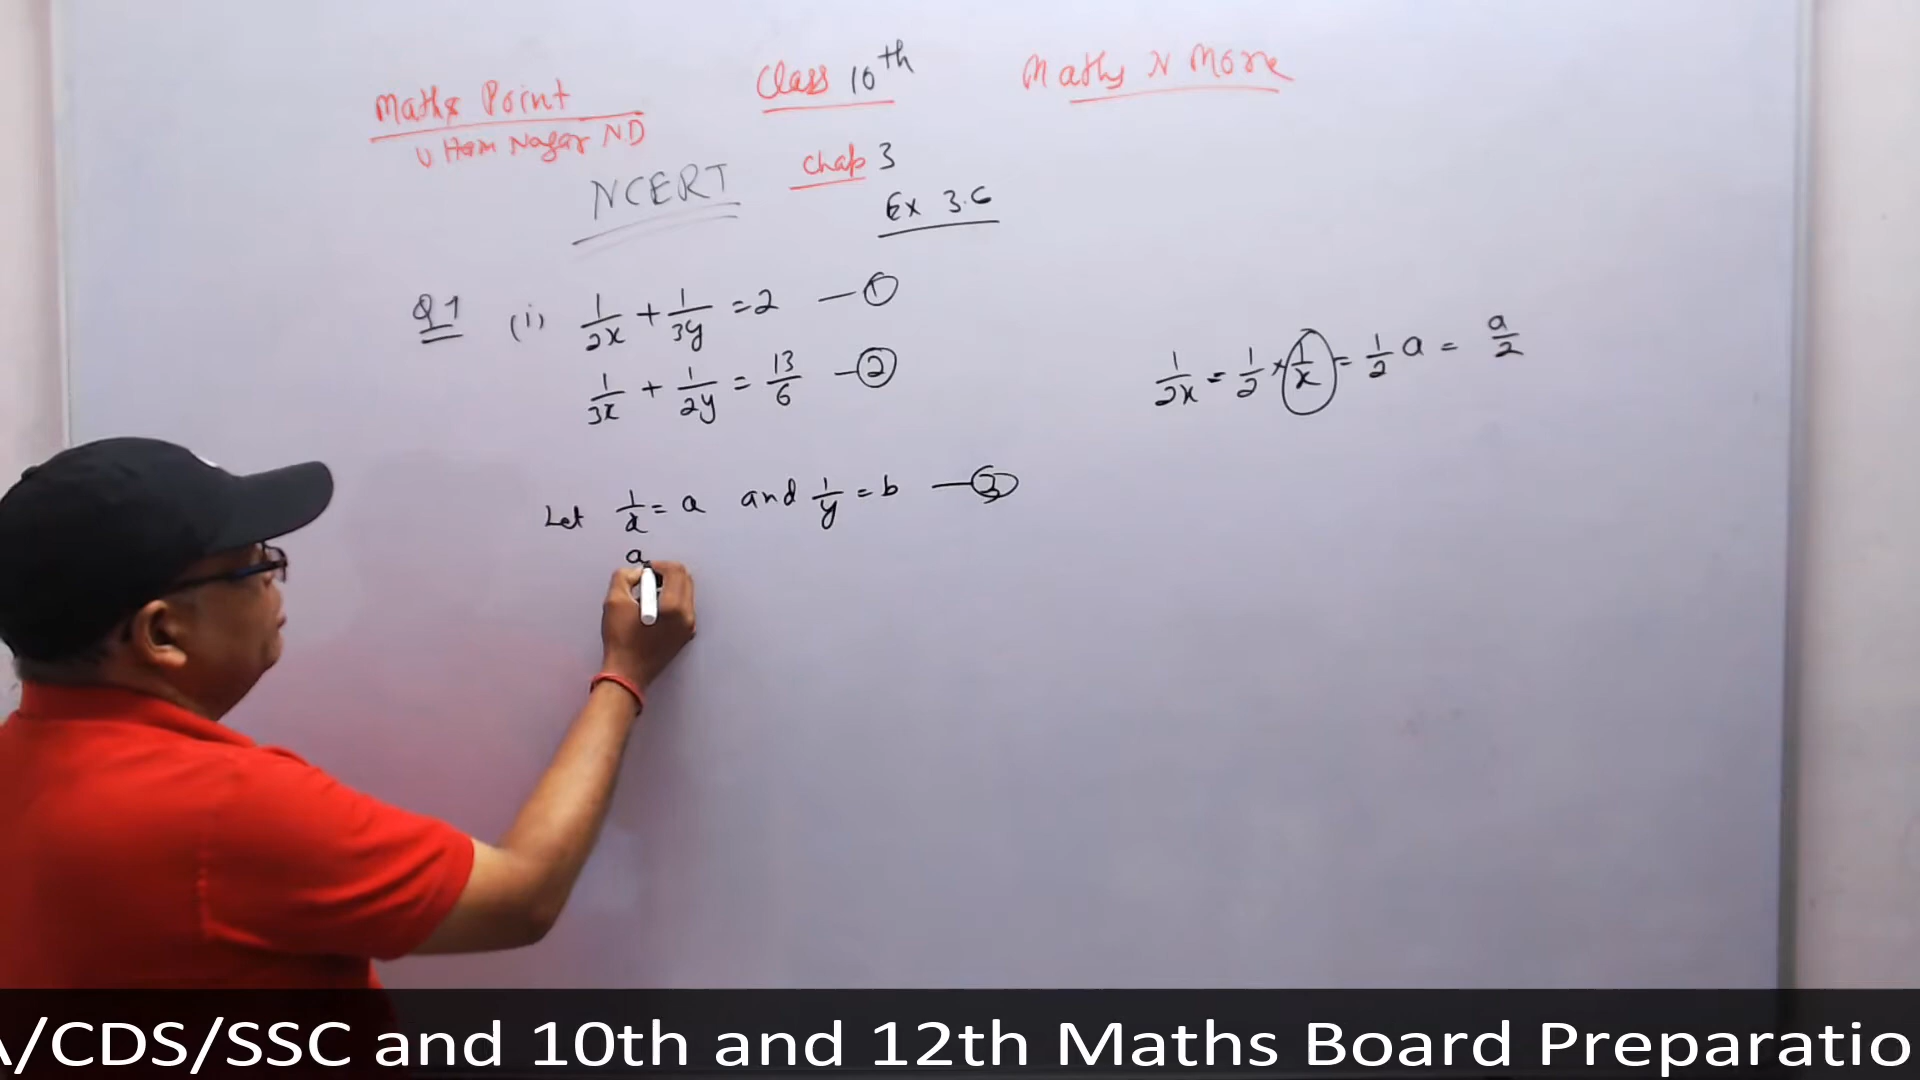 Maths Point
Uttam Nagar ND
Class 10th
Maths N More
NCERT
Chap 3
Ex 3.6
Q1 (i) 1/2x + 1/3y = 2 — ①
1/3x + 1/2y = 13/6 — ②
1/2x = 1/2 × 1/x = 1/2 a = a/2
Let 1/x = a and 1/y = b — ③
a
/CDS/SSC and 10th and 12th Maths Board Preparatio